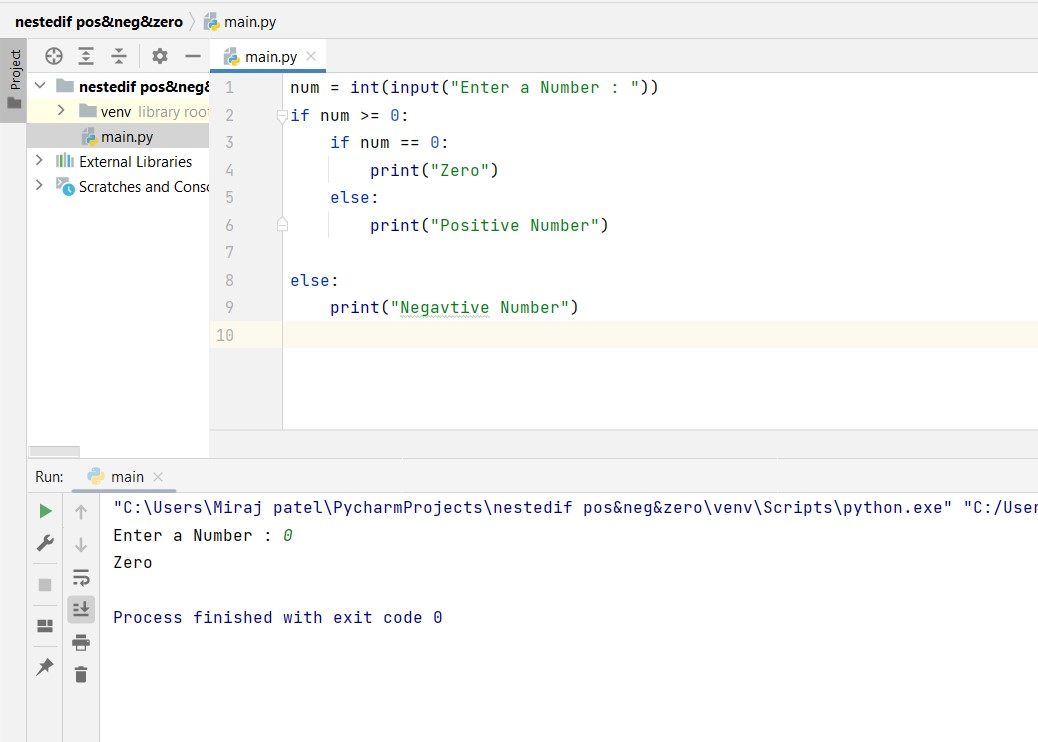 nestedif pos&neg&zero main.py
Project
main.py
nestedif pos&neg&
venv library root
main.py
External Libraries
Scratches and Conso
1 num = int(input("Enter a Number : "))
2 if num >= 0:
3 if num == 0:
4 print("Zero")
5 else:
6 print("Positive Number")
7
8 else:
9 print("Negavtive Number")
10
Run: main
"C:\Users\Miraj patel\PycharmProjects\nestedif pos&neg&zero\venv\Scripts\python.exe" "C:/User
Enter a Number : 0
Zero
Process finished with exit code 0